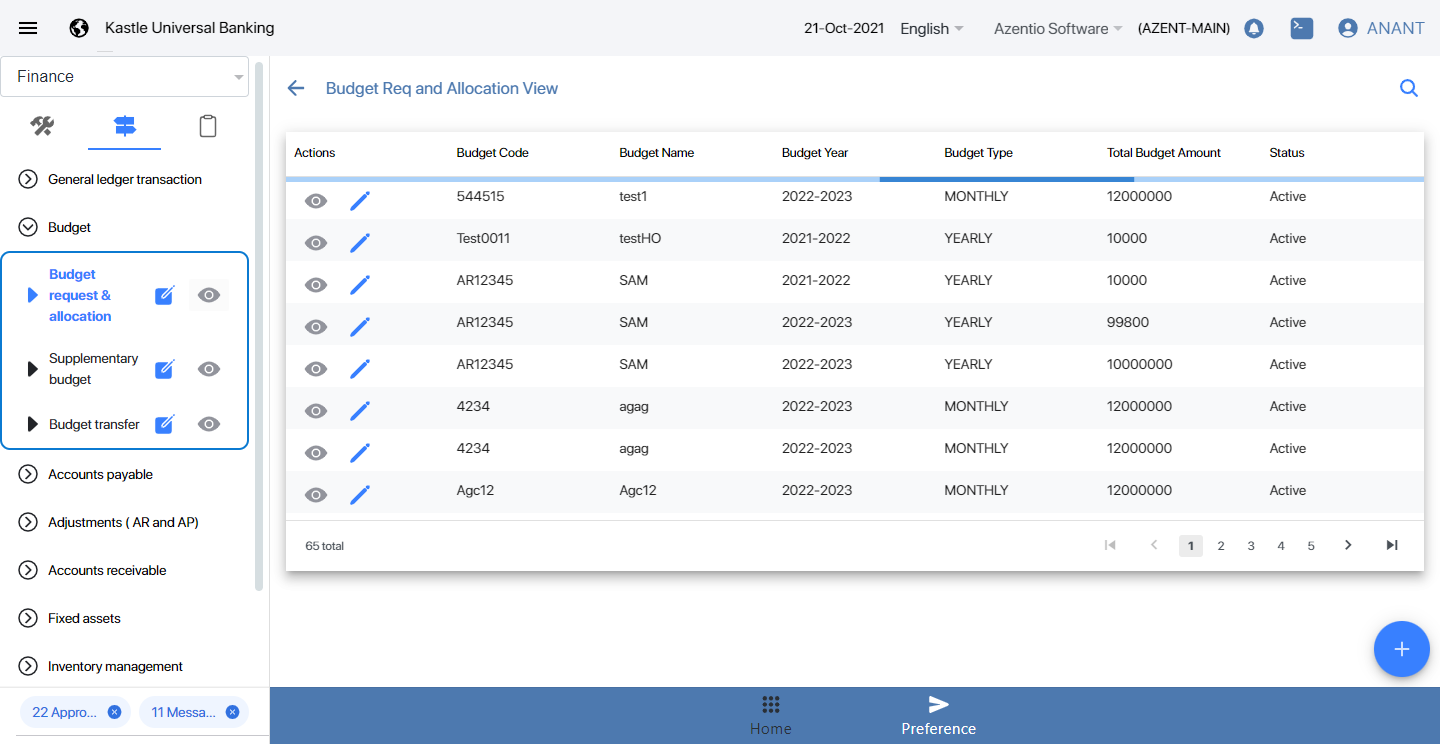 Kastle Universal Banking
21-Oct-2021 English Azentio Software (AZENT-MAIN) ANANT
Finance
General ledger transaction
Budget
Budget
request &
allocation
Supplementary
budget
Budget transfer
Accounts payable
Adjustments ( AR and AP)
Accounts receivable
Fixed assets
Inventory management
22 Appro... 11 Messa...
Budget Req and Allocation View
Actions Budget Code Budget Name Budget Year Budget Type Total Budget Amount Status
544515 test1 2022-2023 MONTHLY 12000000 Active
Test0011 testHO 2021-2022 YEARLY 10000 Active
AR12345 SAM 2021-2022 YEARLY 10000 Active
AR12345 SAM 2022-2023 YEARLY 99800 Active
AR12345 SAM 2022-2023 YEARLY 10000000 Active
4234 agag 2022-2023 MONTHLY 12000000 Active
4234 agag 2022-2023 MONTHLY 12000000 Active
Agc12 Agc12 2022-2023 MONTHLY 12000000 Active
65 total 1 2 3 4 5
Home Preference